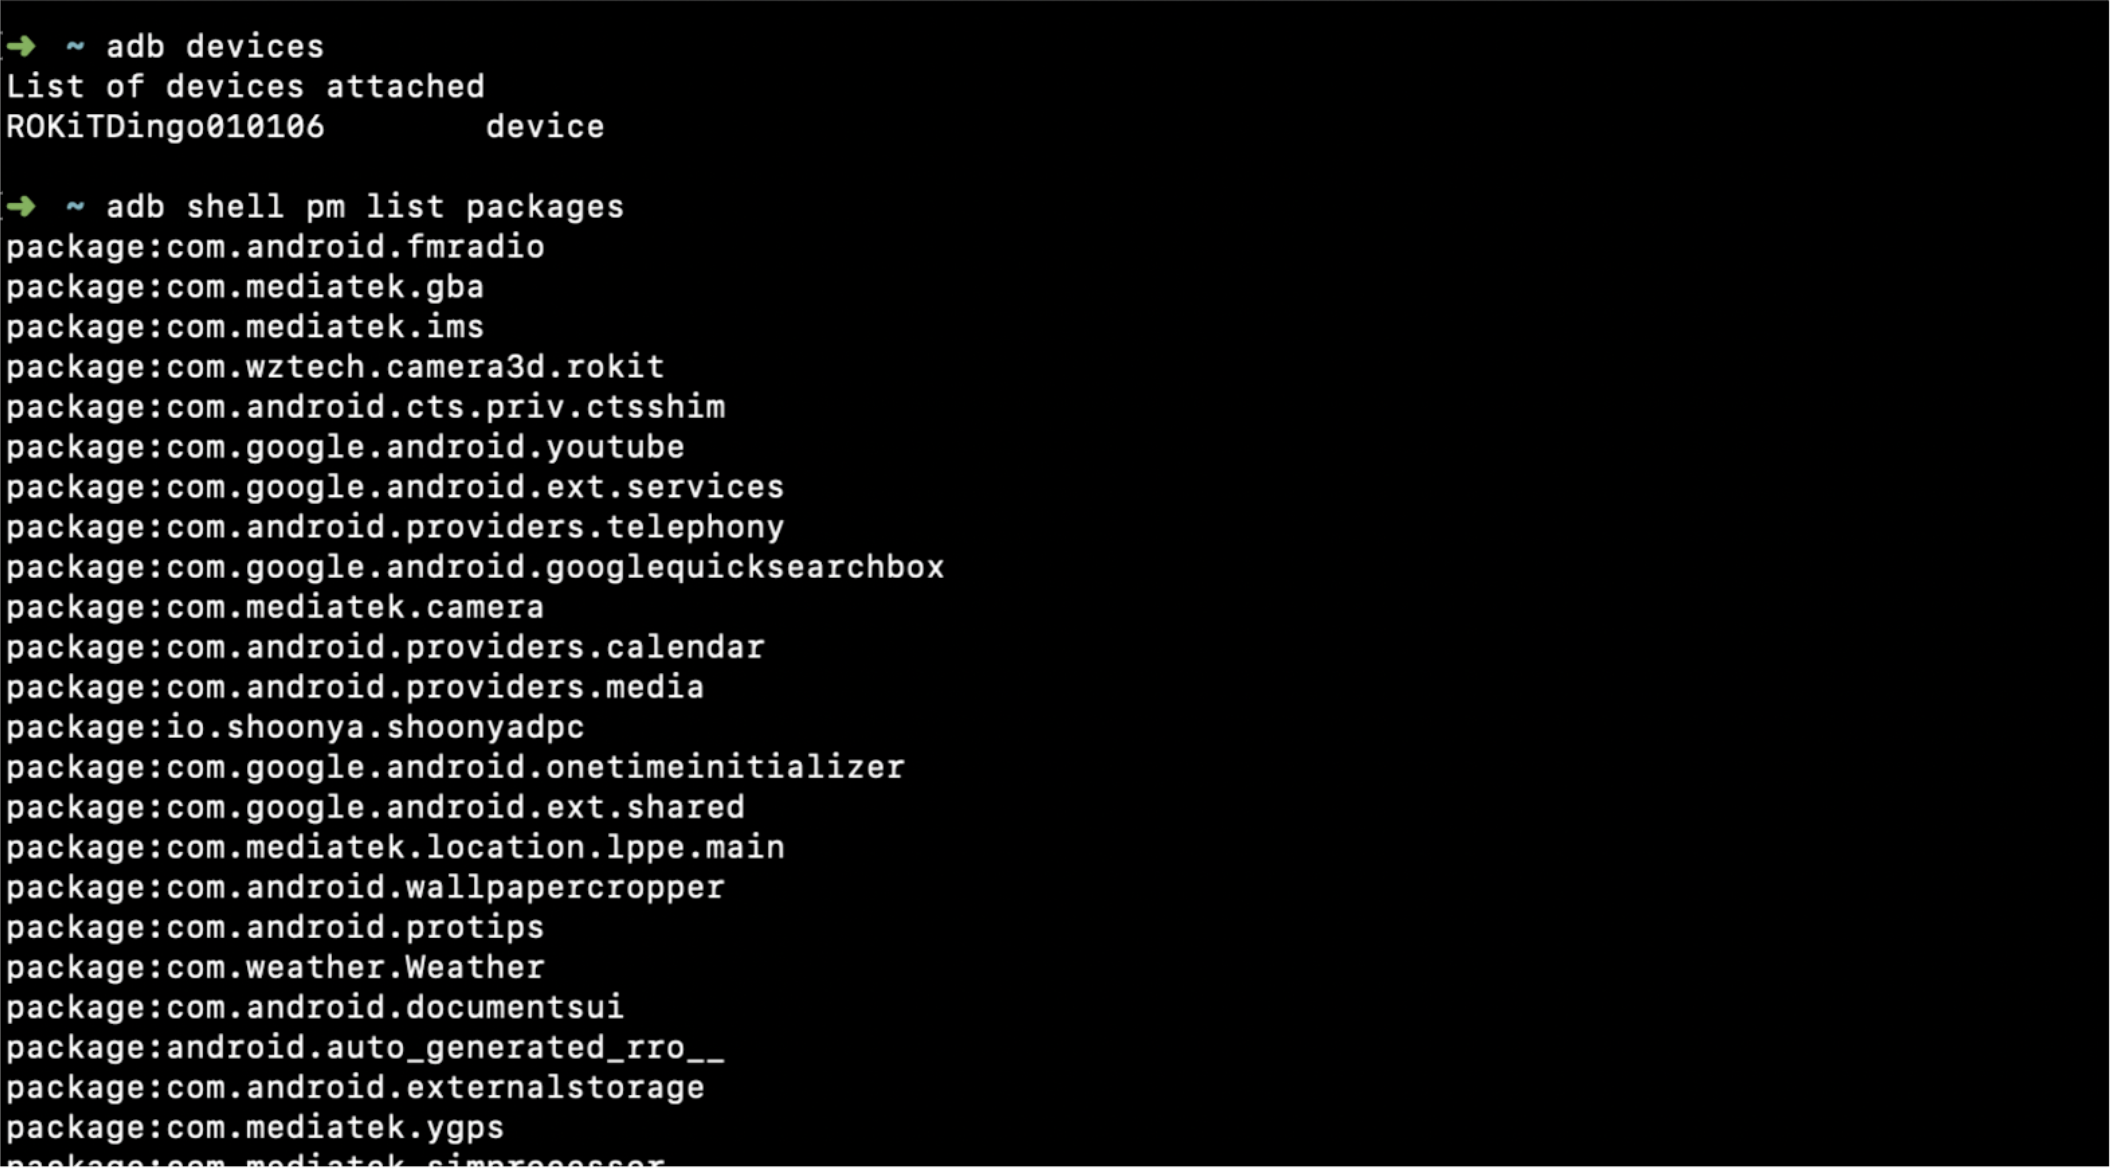 ➜ ~ adb devices
List of devices attached
ROKiTDingo010106 device
➜ ~ adb shell pm list packages
package:com.android.fmradio
package:com.mediatek.gba
package:com.mediatek.ims
package:com.wztech.camera3d.rokit
package:com.android.cts.priv.ctsshim
package:com.google.android.youtube
package:com.google.android.ext.services
package:com.android.providers.telephony
package:com.google.android.googlequicksearchbox
package:com.mediatek.camera
package:com.android.providers.calendar
package:com.android.providers.media
package:io.shoonya.shoonyadpc
package:com.google.android.onetimeinitializer
package:com.google.android.ext.shared
package:com.mediatek.location.lppe.main
package:com.android.wallpapercropper
package:com.android.protips
package:com.weather.Weather
package:com.android.documentsui
package:android.auto_generated_rro__
package:com.android.externalstorage
package:com.mediatek.ygps
package:com.mediatek.simprocessor